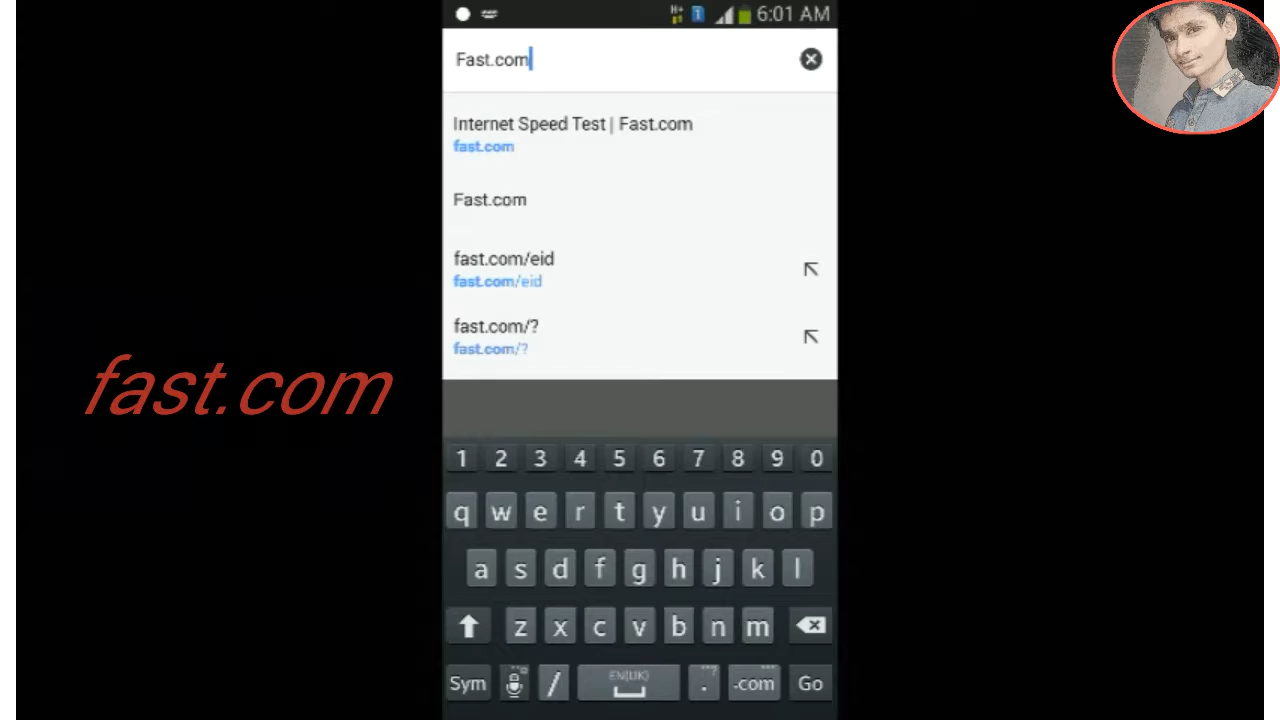 H+
1
6:01 AM
Fast.com
Internet Speed Test | Fast.com
fast.com
Fast.com
fast.com/eid
fast.com/eid
fast.com/?
fast.com/?
fast.com
1 2 3 4 5 6 7 8 9 0
q w e r t y u i o p
a s d f g h j k l
z x c v b n m
Sym / EN(UK) . .com Go